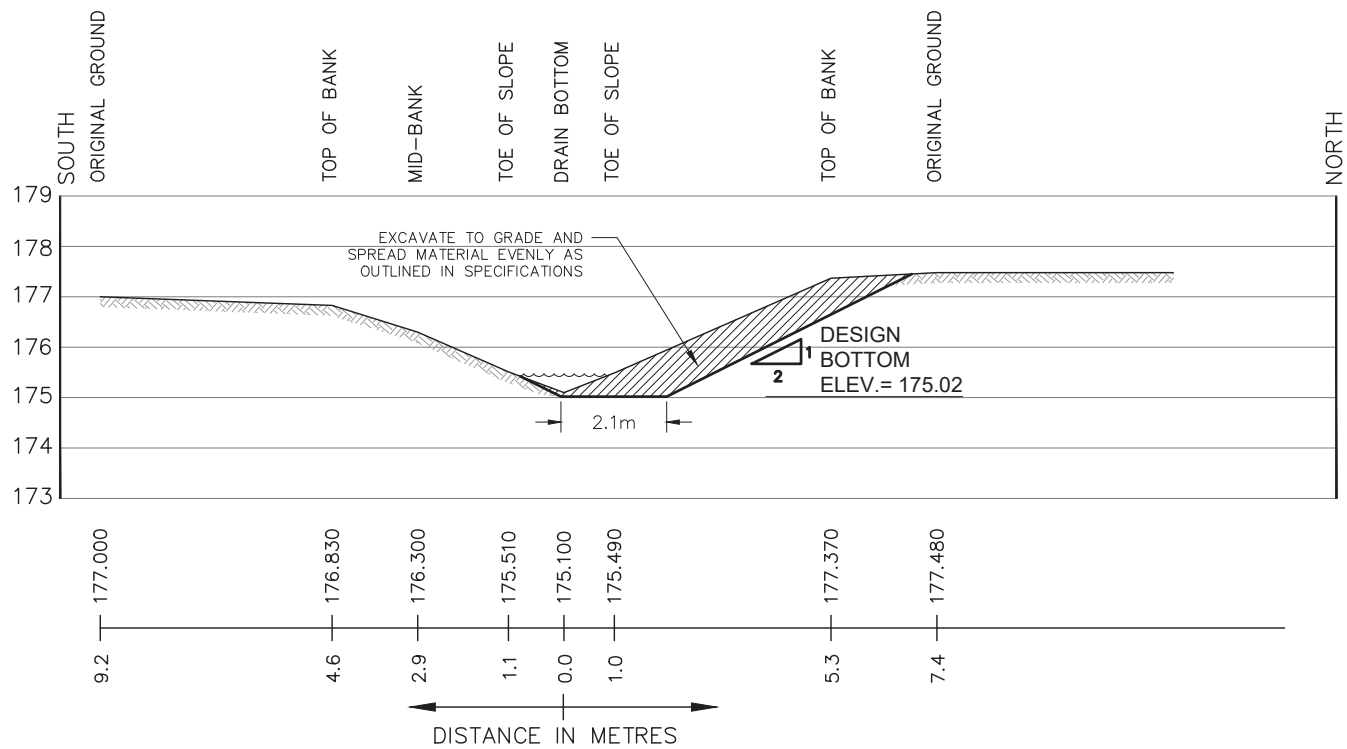 SOUTH
ORIGINAL GROUND
TOP OF BANK
MID-BANK
TOE OF SLOPE
DRAIN BOTTOM
TOE OF SLOPE
TOP OF BANK
ORIGINAL GROUND
NORTH
179
178
177
176
175
174
173
EXCAVATE TO GRADE AND
SPREAD MATERIAL EVENLY AS
OUTLINED IN SPECIFICATIONS
1
2
DESIGN
BOTTOM
ELEV.= 175.02
2.1m
177.000
176.830
176.300
175.510
175.100
175.490
177.370
177.480
9.2
4.6
2.9
1.1
0.0
1.0
5.3
7.4
DISTANCE IN METRES